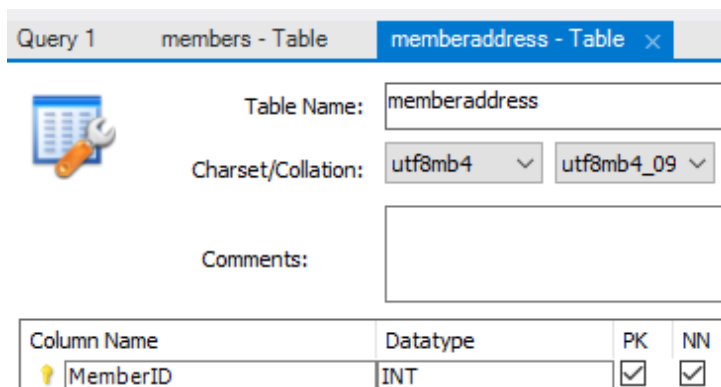 Query 1 members - Table memberaddress - Table
Table Name: memberaddress
Charset/Collation: utf8mb4 utf8mb4_09
Comments:
Column Name Datatype PK NN
MemberID INT